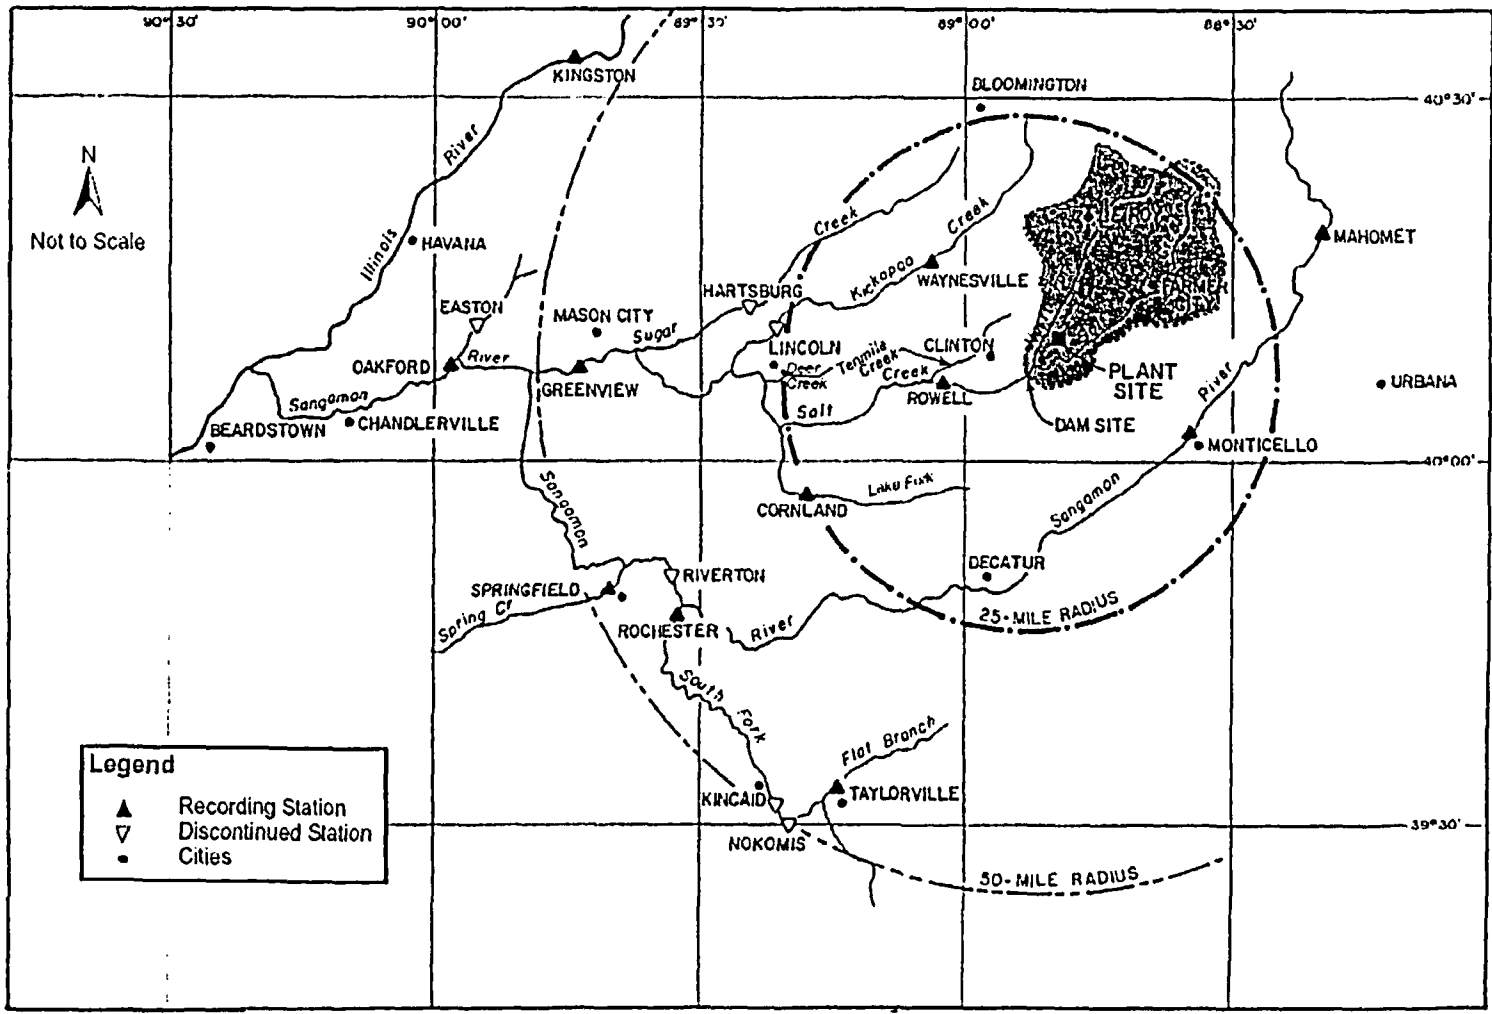 90°30'
90°00'
89°30'
89°00'
88°30'
KINGSTON
BLOOMINGTON
40°30'
N
Not to Scale
River
Illinois
HAVANA
Creek
Creek
Kickapoo
WAYNESVILLE
MAHOMET
FARMER
CITY
EASTON
HARTSBURG
MASON CITY
Sugar
OAKFORD
River
GREENVIEW
LINCOLN
Deer
Creek
Tenmile
Creek
CLINTON
Creek
ROWELL
Salt
PLANT
SITE
DAM SITE
River
URBANA
Sangamon
CHANDLERVILLE
BEARDSTOWN
MONTICELLO
40°00'
Sangamon
Lake Fork
CORNLAND
Sangamon
DECATUR
RIVERTON
SPRINGFIELD
Spring Cr
ROCHESTER
River
25-MILE RADIUS
South
Fork
Flat Branch
KINCAID
TAYLORVILLE
NOKOMIS
39°30'
50-MILE RADIUS
Legend
Recording Station
Discontinued Station
Cities